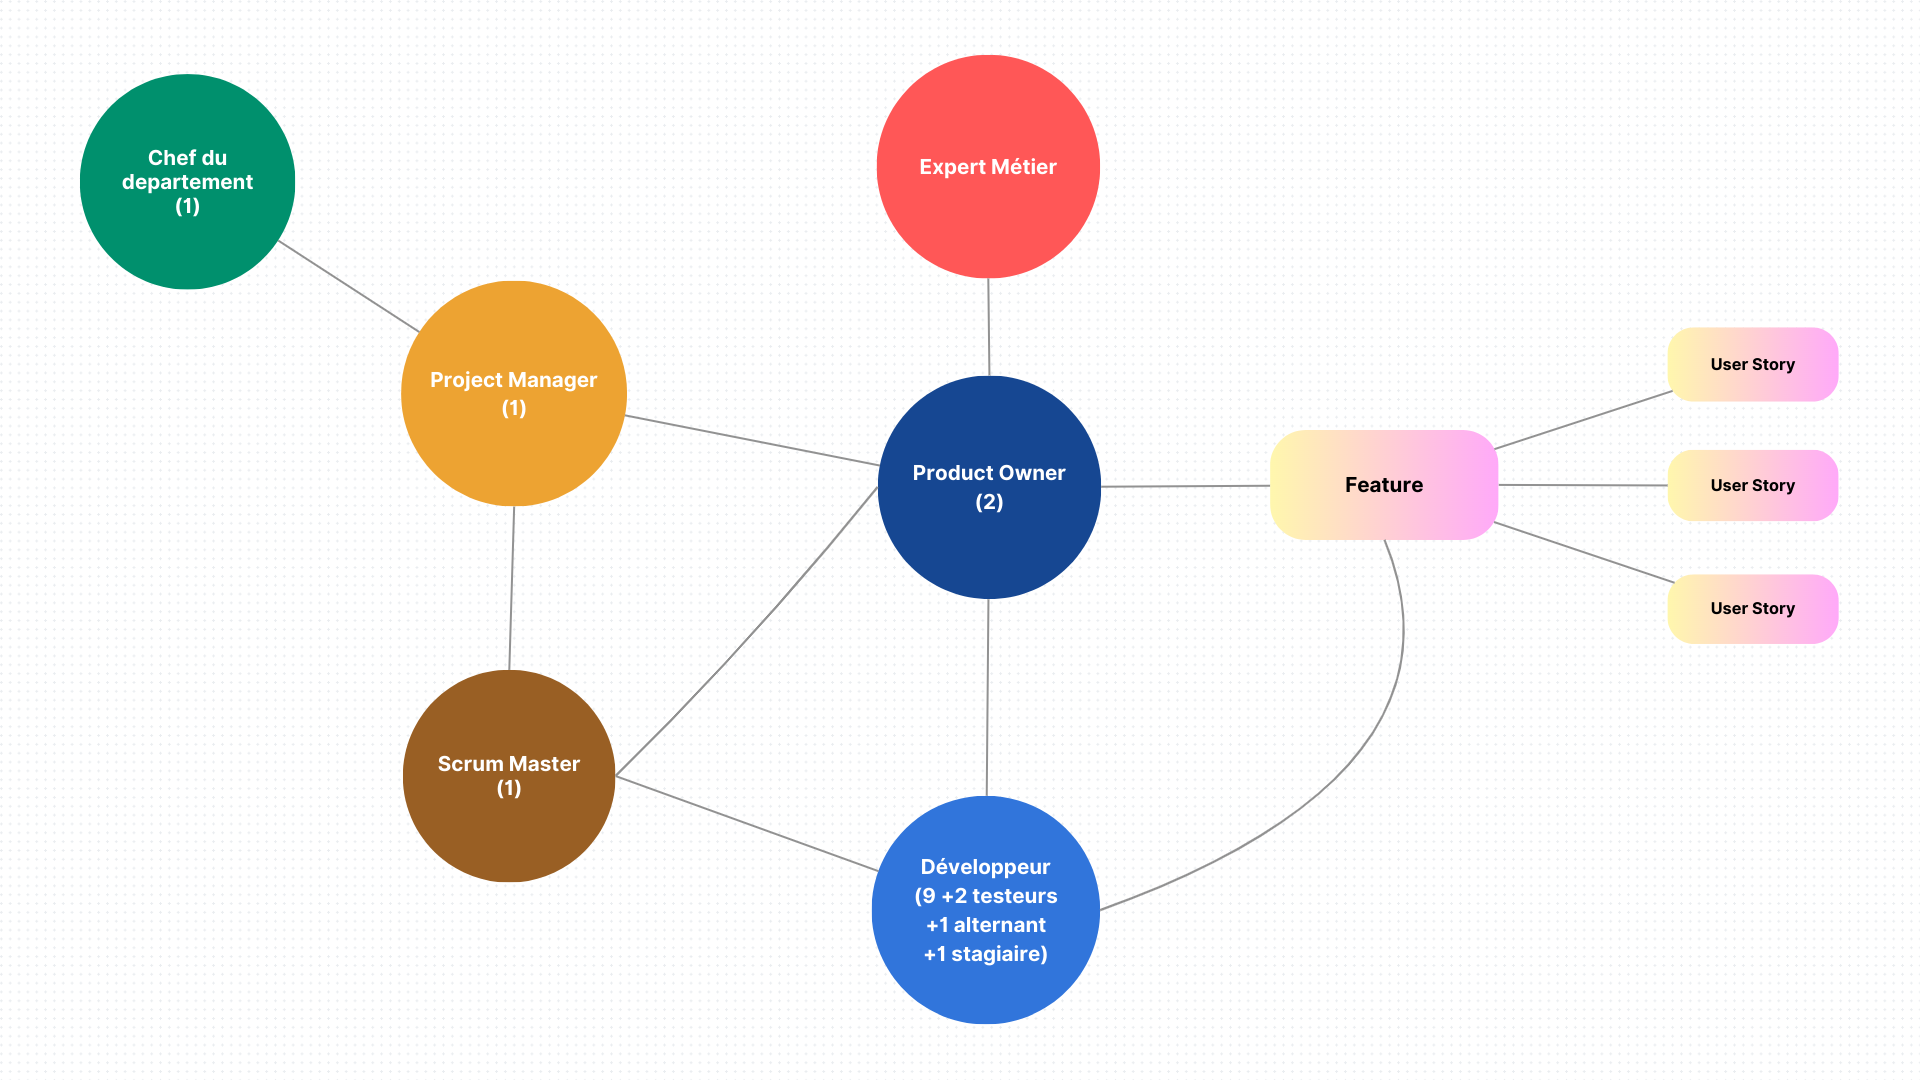 Chef du
departement
(1)
Expert Métier
Project Manager
(1)
Product Owner
(2)
Feature
User Story
User Story
User Story
Scrum Master
(1)
Développeur
(9 +2 testeurs
+1 alternant
+1 stagiaire)